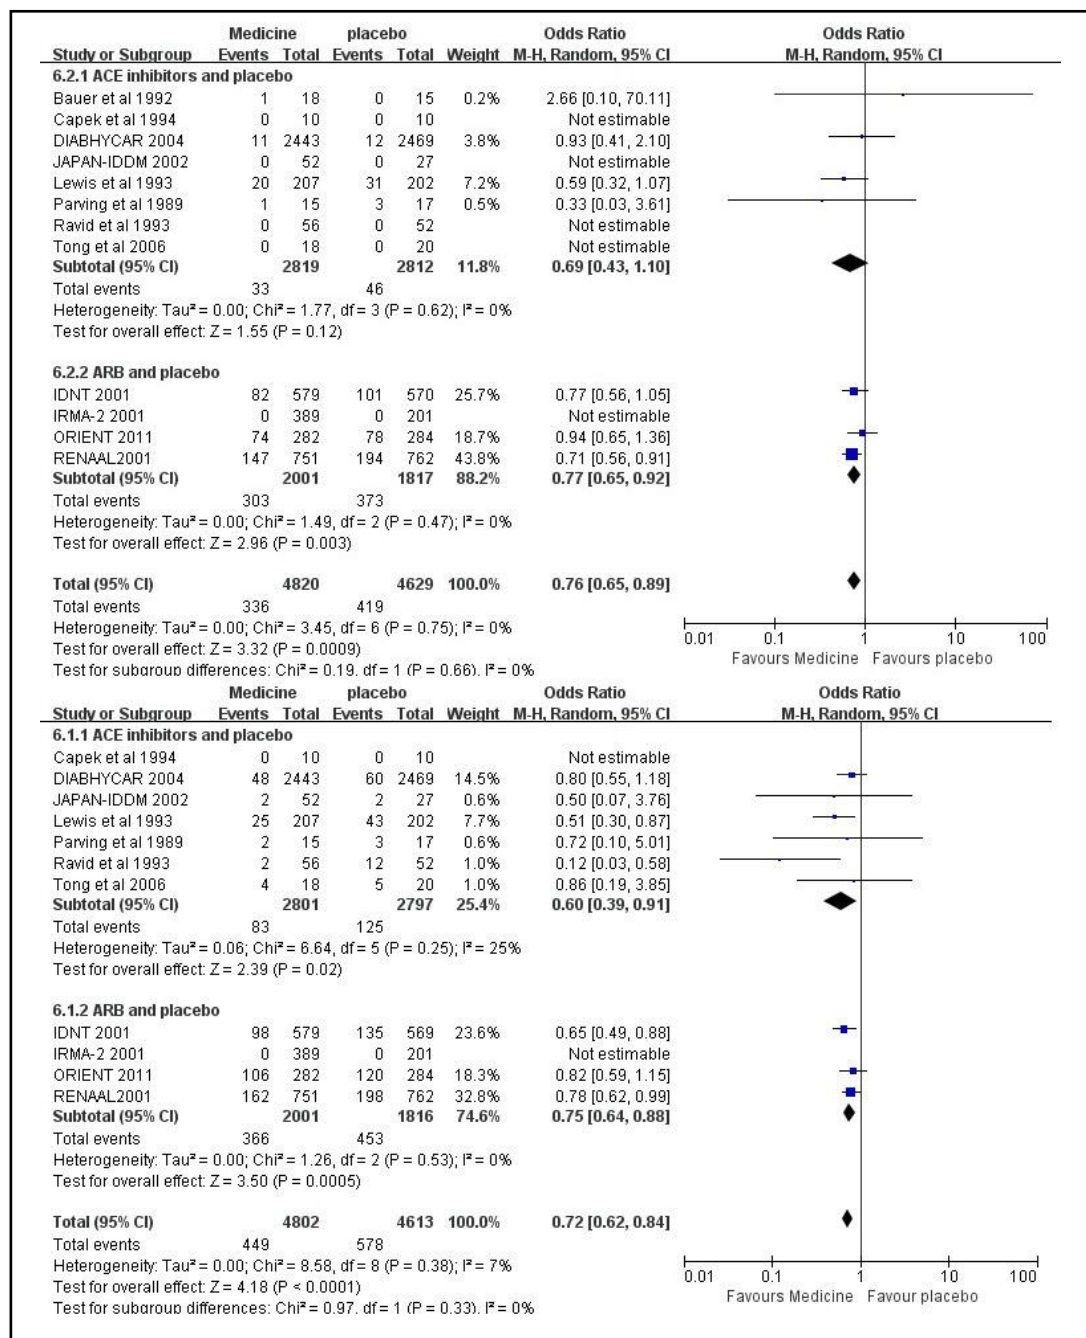 Medicine placebo Odds Ratio Odds Ratio
Study or Subgroup Events Total Events Total Weight M-H, Random, 95% CI M-H, Random, 95% CI
6.2.1 ACE inhibitors and placebo
Bauer et al 1992 1 18 0 15 0.2% 2.66 [0.10, 70.11]
Capek et al 1994 0 10 0 10 Not estimable
DIABHYCAR 2004 11 2443 12 2469 3.8% 0.93 [0.41, 2.10]
JAPAN-IDDM 2002 0 52 0 27 Not estimable
Lewis et al 1993 20 207 31 202 7.2% 0.59 [0.32, 1.07]
Parving et al 1989 1 15 3 17 0.5% 0.33 [0.03, 3.61]
Ravid et al 1993 0 56 0 52 Not estimable
Tong et al 2006 0 18 0 20 Not estimable
Subtotal (95% CI) 2819 2812 11.8% 0.69 [0.43, 1.10]
Total events 33 46
Heterogeneity: Tau² = 0.00; Chi² = 1.77, df = 3 (P = 0.62); I² = 0%
Test for overall effect: Z = 1.55 (P = 0.12)
6.2.2 ARB and placebo
IDNT 2001 82 579 101 570 25.7% 0.77 [0.56, 1.05]
IRMA-2 2001 0 389 0 201 Not estimable
ORIENT 2011 74 282 78 284 18.7% 0.94 [0.65, 1.36]
RENAAL2001 147 751 194 762 43.8% 0.71 [0.56, 0.91]
Subtotal (95% CI) 2001 1817 88.2% 0.77 [0.65, 0.92]
Total events 303 373
Heterogeneity: Tau² = 0.00; Chi² = 1.49, df = 2 (P = 0.47); I² = 0%
Test for overall effect: Z = 2.96 (P = 0.003)
Total (95% CI) 4820 4629 100.0% 0.76 [0.65, 0.89]
Total events 336 419
Heterogeneity: Tau² = 0.00; Chi² = 3.45, df = 6 (P = 0.75); I² = 0%
Test for overall effect: Z = 3.32 (P = 0.0009)
Test for subgroup differences: Chi² = 0.19, df = 1 (P = 0.66), I² = 0%
0.01 0.1 1 10 100
Favours Medicine Favours placebo
Medicine placebo Odds Ratio Odds Ratio
Study or Subgroup Events Total Events Total Weight M-H, Random, 95% CI M-H, Random, 95% CI
6.1.1 ACE inhibitors and placebo
Capek et al 1994 0 10 0 10 Not estimable
DIABHYCAR 2004 48 2443 60 2469 14.5% 0.80 [0.55, 1.18]
JAPAN-IDDM 2002 2 52 2 27 0.6% 0.50 [0.07, 3.76]
Lewis et al 1993 25 207 43 202 7.7% 0.51 [0.30, 0.87]
Parving et al 1989 2 15 3 17 0.6% 0.72 [0.10, 5.01]
Ravid et al 1993 2 56 12 52 1.0% 0.12 [0.03, 0.58]
Tong et al 2006 4 18 5 20 1.0% 0.86 [0.19, 3.85]
Subtotal (95% CI) 2801 2797 25.4% 0.60 [0.39, 0.91]
Total events 83 125
Heterogeneity: Tau² = 0.06; Chi² = 6.64, df = 5 (P = 0.25); I² = 25%
Test for overall effect: Z = 2.39 (P = 0.02)
6.1.2 ARB and placebo
IDNT 2001 98 579 135 569 23.6% 0.65 [0.49, 0.88]
IRMA-2 2001 0 389 0 201 Not estimable
ORIENT 2011 106 282 120 284 18.3% 0.82 [0.59, 1.15]
RENAAL2001 162 751 198 762 32.8% 0.78 [0.62, 0.99]
Subtotal (95% CI) 2001 1816 74.6% 0.75 [0.64, 0.88]
Total events 366 453
Heterogeneity: Tau² = 0.00; Chi² = 1.26, df = 2 (P = 0.53); I² = 0%
Test for overall effect: Z = 3.50 (P = 0.0005)
Total (95% CI) 4802 4613 100.0% 0.72 [0.62, 0.84]
Total events 449 578
Heterogeneity: Tau² = 0.00; Chi² = 8.58, df = 8 (P = 0.38); I² = 7%
Test for overall effect: Z = 4.18 (P < 0.0001)
Test for subgroup differences: Chi² = 0.97, df = 1 (P = 0.33), I² = 0%
0.01 0.1 1 10 100
Favours Medicine Favour placebo